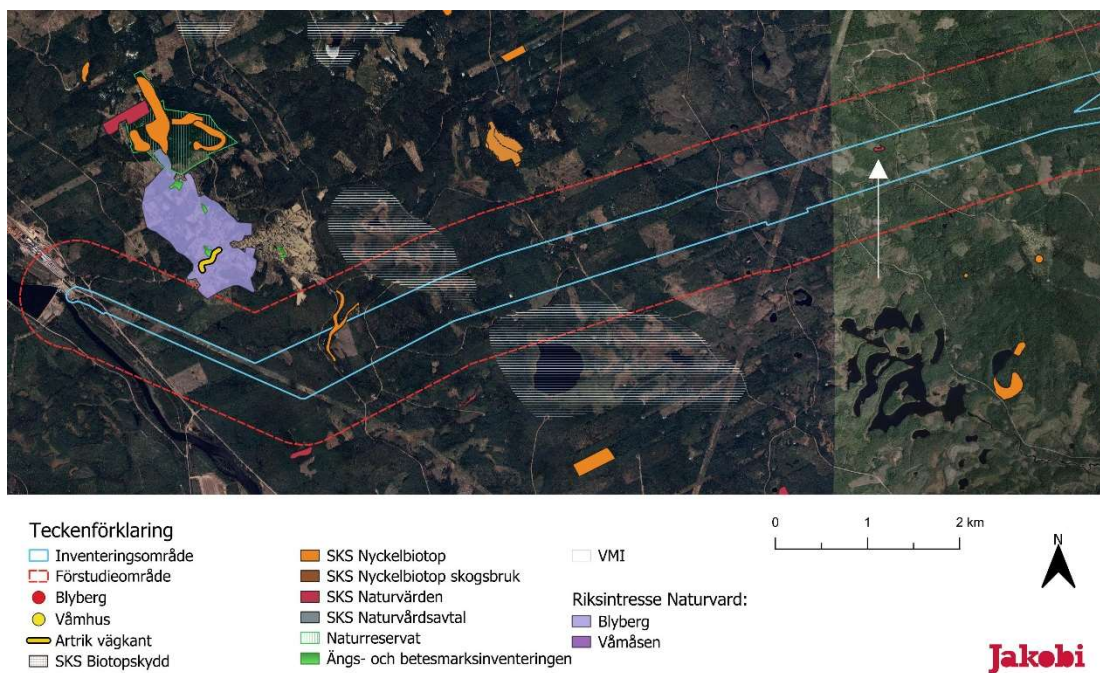 Teckenförklaring
Inventeringsområde
Förstudieområde
Blyberg
Våmhus
Artrik vägkant
SKS Biotopskydd
SKS Nyckelbiotop
SKS Nyckelbiotop skogsbruk
SKS Naturvärden
SKS Naturvårdsavtal
Naturreservat
Ängs- och betesmarksinventeringen
VMI
Riksintresse Naturvard:
Blyberg
Våmåsen
0 1 2 km
N
Jakobi